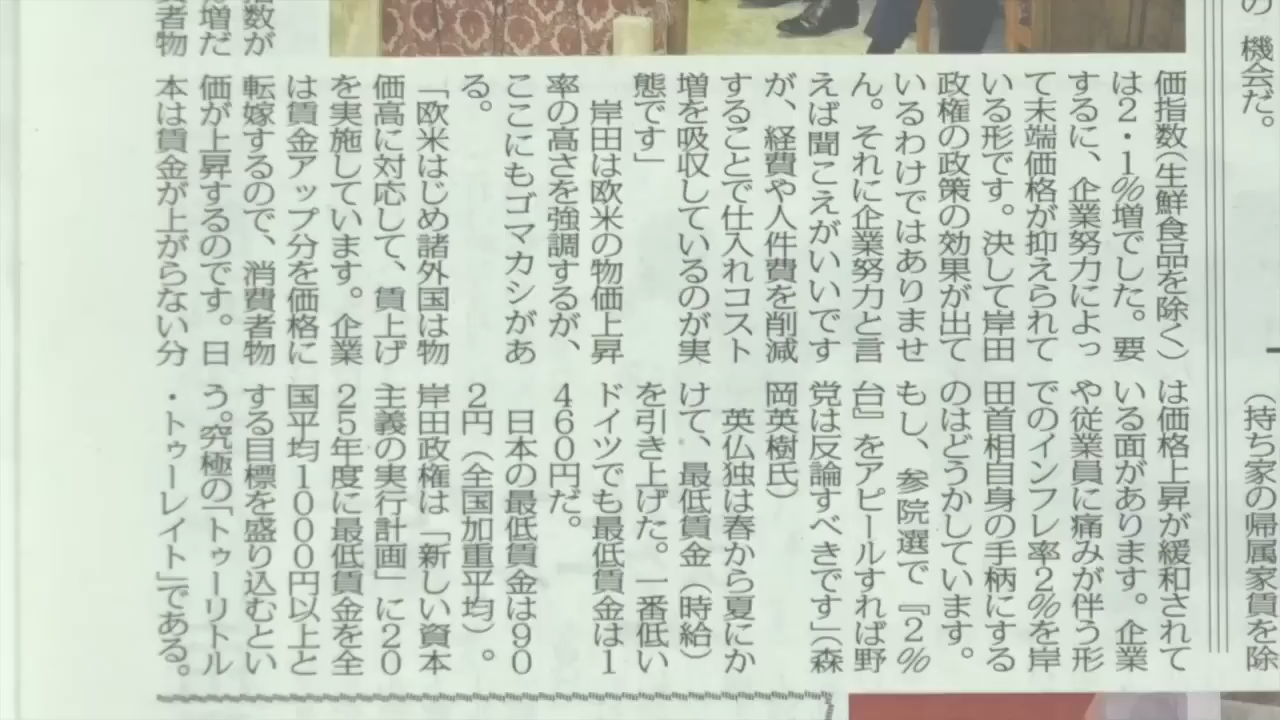 の　機会だ。
（持ち家の帰属家賃を除
指数が
増だ
者物
価指数（生鮮食品を除く）
は２・１％増でした。要
するに、企業努力によっ
て末端価格が抑えられて
いる形です。決して岸田
政権の政策の効果が出て
いるわけではありませ
ん。それに企業努力と言
えば聞こえがいいです
が、経費や人件費を削減
することで仕入れコスト
増を吸収しているのが実
態です」
岸田は欧米の物価上昇
率の高さを強調するが、
ここにもゴマカシがあ
る。
「欧米はじめ諸外国は物
価高に対応して、賃上げ
を実施しています。企業
は賃金アップ分を価格に
転嫁するので、消費者物
価が上昇するのです。日
本は賃金が上がらない分
は価格上昇が緩和されて
いる面があります。企業
や従業員に痛みが伴う形
でのインフレ率２％を岸
田首相自身の手柄にする
のはどうかしています。
もし、参院選で『２％
台』をアピールすれば野
党は反論すべきです」（森
岡英樹氏）
英仏独は春から夏にか
けて、最低賃金（時給）
を引き上げた。一番低い
ドイツでも最低賃金は１
４６０円だ。
日本の最低賃金は９０
２円（全国加重平均）。
岸田政権は「新しい資本
主義の実行計画」に２０
２５年度に最低賃金を全
国平均１０００円以上と
する目標を盛り込むとい
う。究極の「トゥーリトル
・トゥーレイト」である。